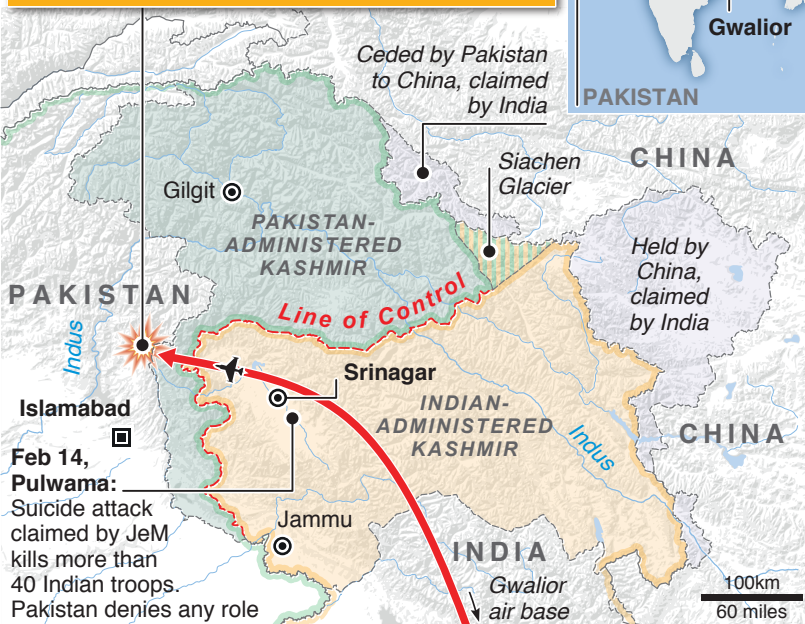 Gwalior
PAKISTAN
Ceded by Pakistan
to China, claimed
by India
CHINA
Siachen
Glacier
Gilgit
PAKISTAN-
ADMINISTERED
KASHMIR
Held by
China,
claimed
by India
PAKISTAN
Line of Control
Indus
Srinagar
Islamabad
INDIAN-
ADMINISTERED
KASHMIR
Indus
CHINA
Feb 14,
Pulwama:
Suicide attack
claimed by JeM
kills more than
40 Indian troops.
Pakistan denies any role
Jammu
INDIA
Gwalior
air base
100km
60 miles